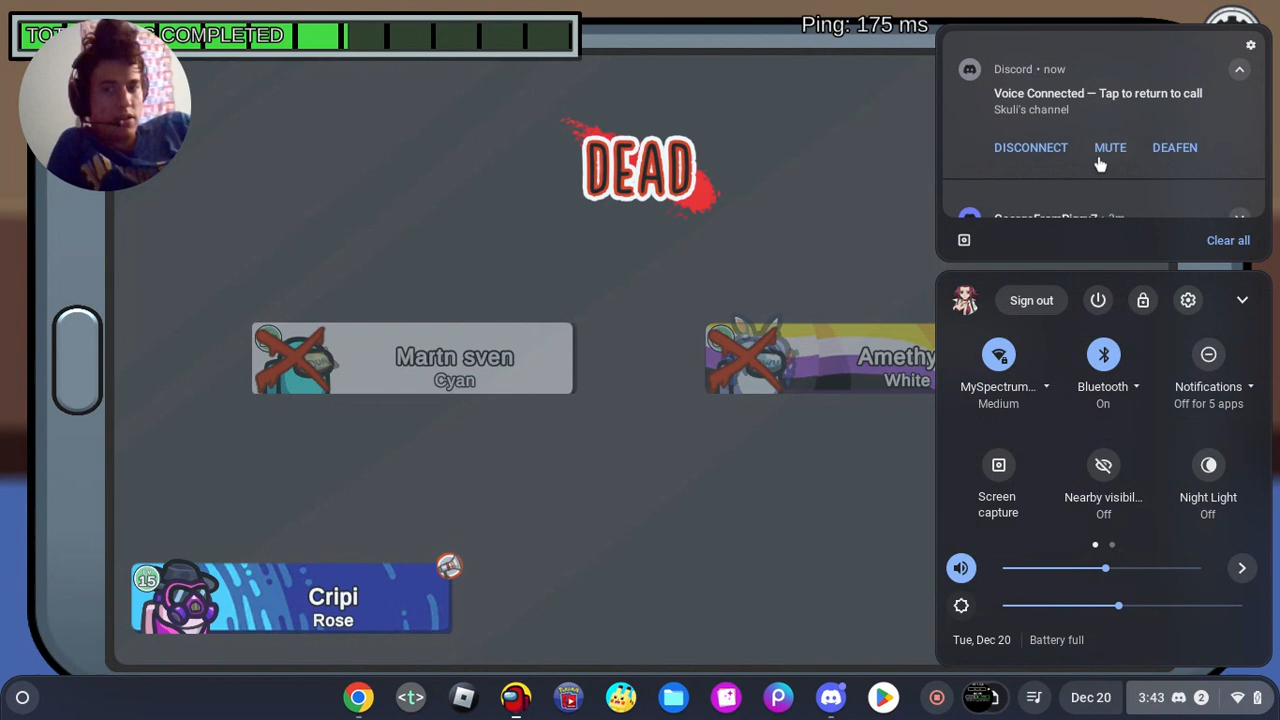 TOT COMPLETED
Ping: 175 ms
DEAD
Martn sven
Cyan
Amethy
White
15
Cripi
Rose
Discord • now
Voice Connected — Tap to return to call
Skuli's channel
DISCONNECT MUTE DEAFEN
Clear all
Sign out
MySpectrum...
Medium
Bluetooth
On
Notifications
Off for 5 apps
Screen
capture
Nearby visibil...
Off
Night Light
Off
Tue, Dec 20 Battery full
<t>
Dec 20
3:43
2